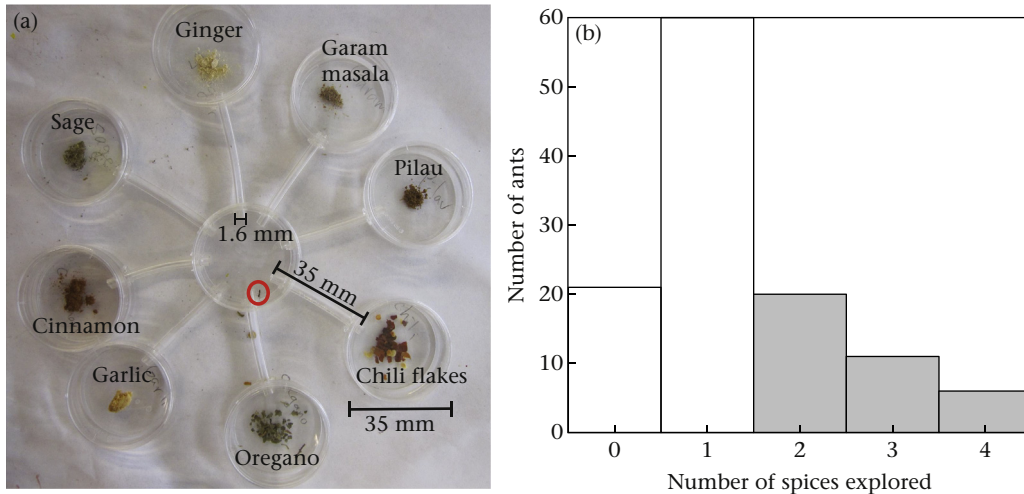 (a)
Ginger
Garam
masala
Sage
Pilau
1.6 mm
35 mm
Cinnamon
Garlic
Chili flakes
35 mm
Oregano
(b)
60
50
40
30
20
10
0
Number of ants
0 1 2 3 4
Number of spices explored